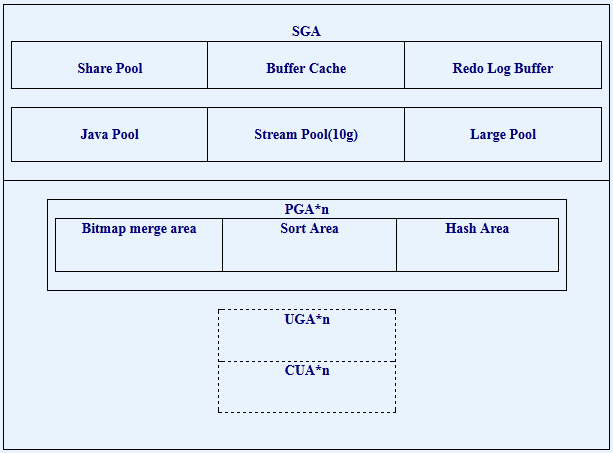 SGA
Share Pool Buffer Cache Redo Log Buffer
Java Pool Stream Pool(10g) Large Pool
PGA*n
Bitmap merge area Sort Area Hash Area
UGA*n
CUA*n